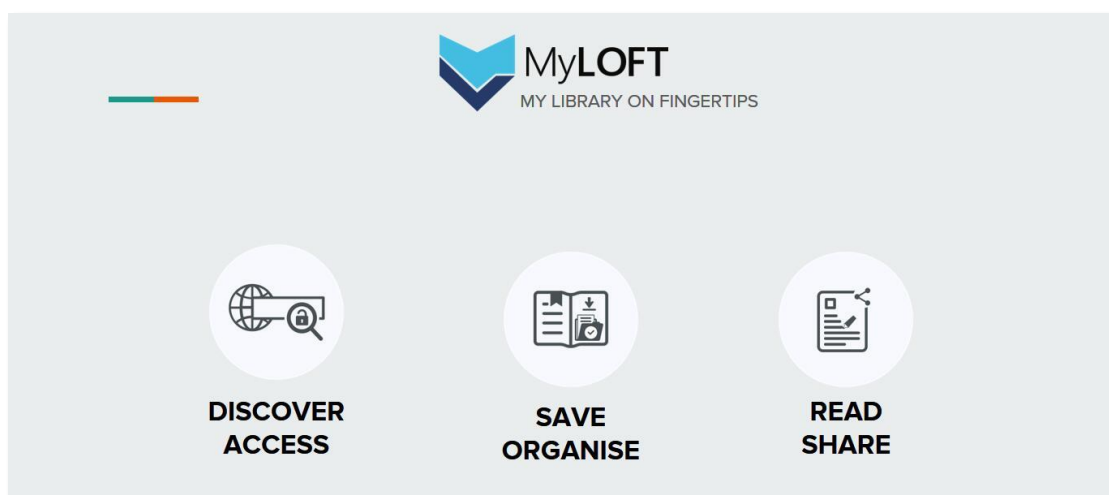 MyLOFT
MY LIBRARY ON FINGERTIPS
DISCOVER
ACCESS
SAVE
ORGANISE
READ
SHARE